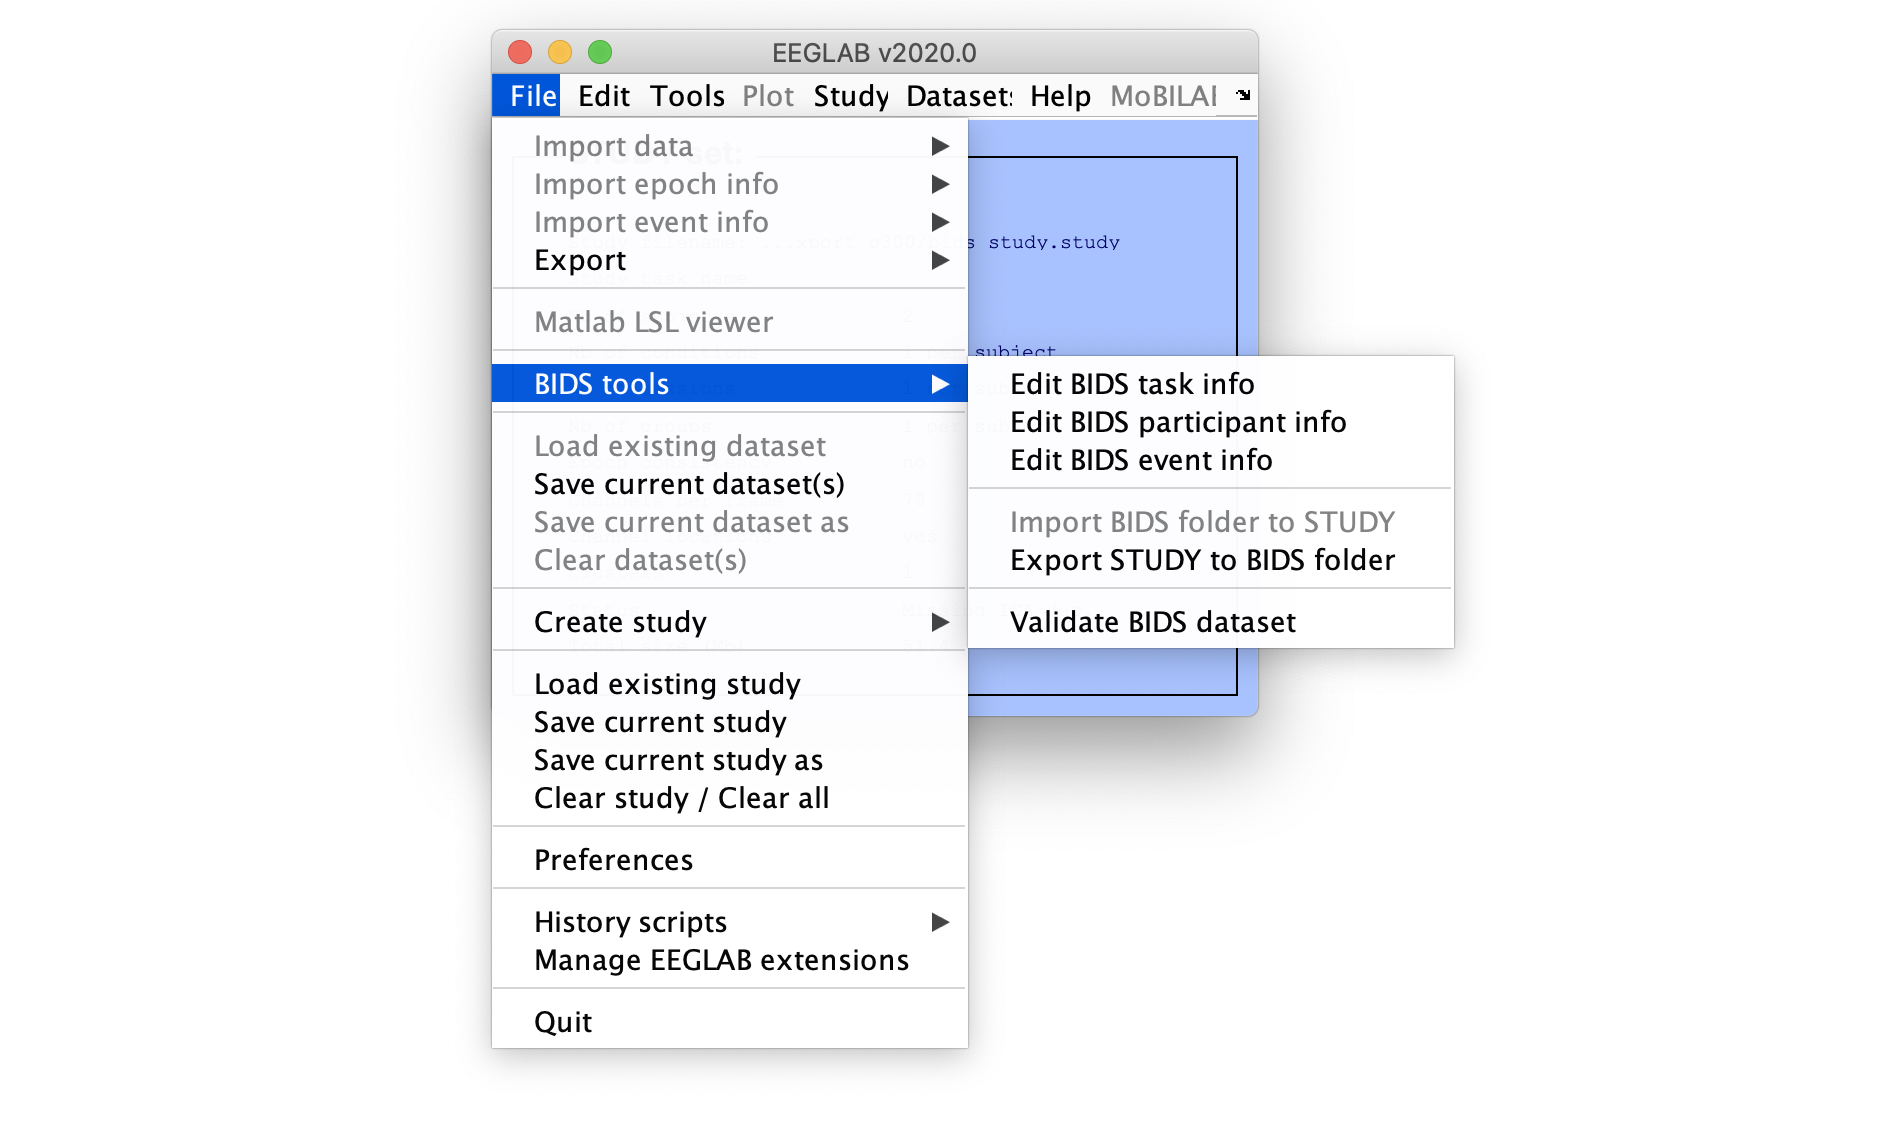 EEGLAB v2020.0
File Edit Tools Plot Study Datasets Help MoBILAB
Import data
Import epoch info
Import event info
study.study
Export
Matlab LSL viewer
subject
BIDS tools
Edit BIDS task info
Edit BIDS participant info
Edit BIDS event info
Load existing dataset
Save current dataset(s)
Save current dataset as
Clear dataset(s)
Import BIDS folder to STUDY
Export STUDY to BIDS folder
Create study
Validate BIDS dataset
Load existing study
Save current study
Save current study as
Clear study / Clear all
Preferences
History scripts
Manage EEGLAB extensions
Quit